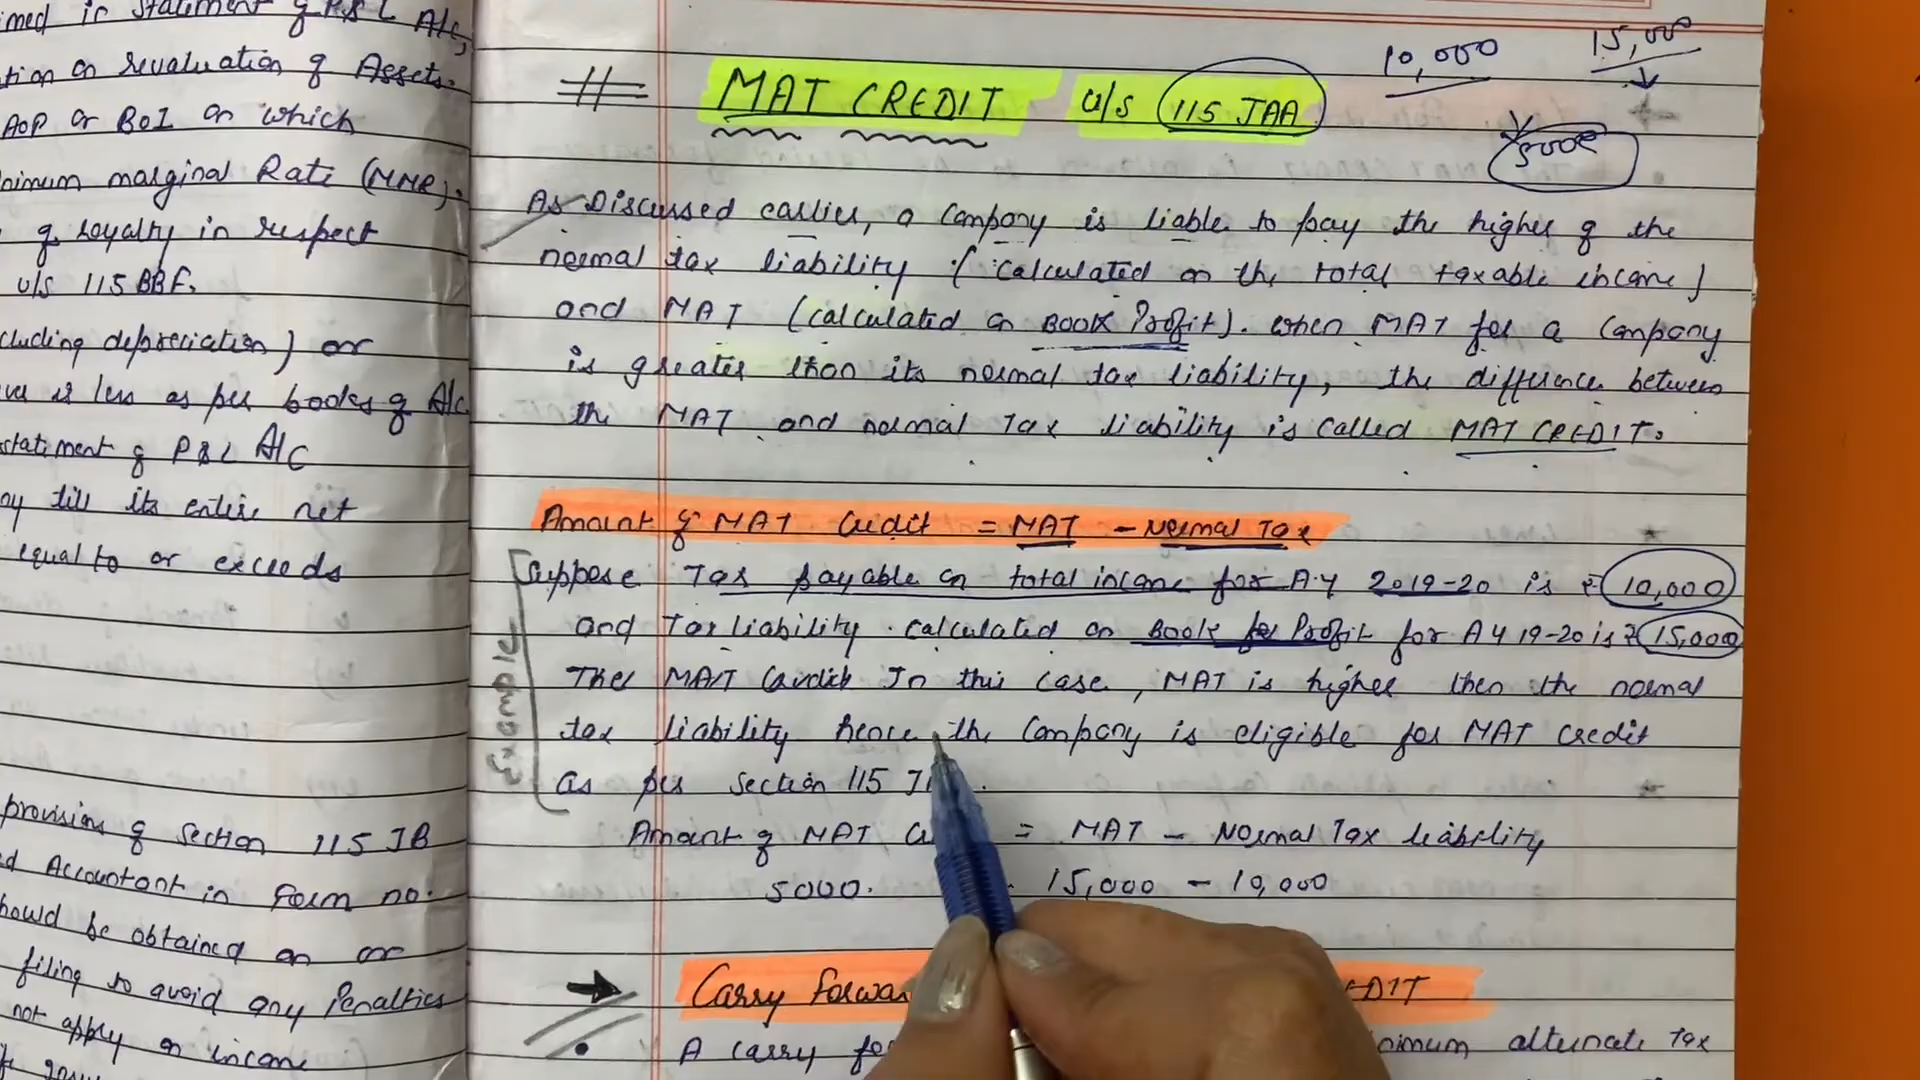 statement of P&L A/c,
tion on revaluation of Assets.
AOP or BOI on which
marginal Rate (MMR).
of royalty in respect
u/s 115 BBF.
cluding depreciation) or
is less as per books of A/c
statement of P&L A/C
till its entire net
equal to or exceeds
provisions of section 115 JB
Accountant in Form no.
hould be obtained on or
filing to avoid any Penalties
not apply on income
10,000
15,000
5000
# MAT CREDIT u/s 115 JAA
As Discussed earlier, a Company is liable to pay the higher of the
normal tax liability (calculated on the total taxable income)
and MAT (calculated on BOOK Profit). when MAT for a Company
is greater than its normal tax liability, the difference between
the MAT and normal Tax liability is called MAT CREDIT.
Amount of MAT Credit = MAT - Normal Tax
Example
Suppose Tax payable on total income for A.Y 2019-20 is ₹ 10,000
and Tax liability calculated on Book Profit for A Y 19-20 is ₹ 15,000
The MAT Credit In this case, MAT is higher then the normal
tax liability hence the Company is eligible for MAT credit
as per Section 115
Amount of MAT = MAT - Normal Tax liability
5000. 15,000 - 10,000
→ Carry
• A carry alternate Tax